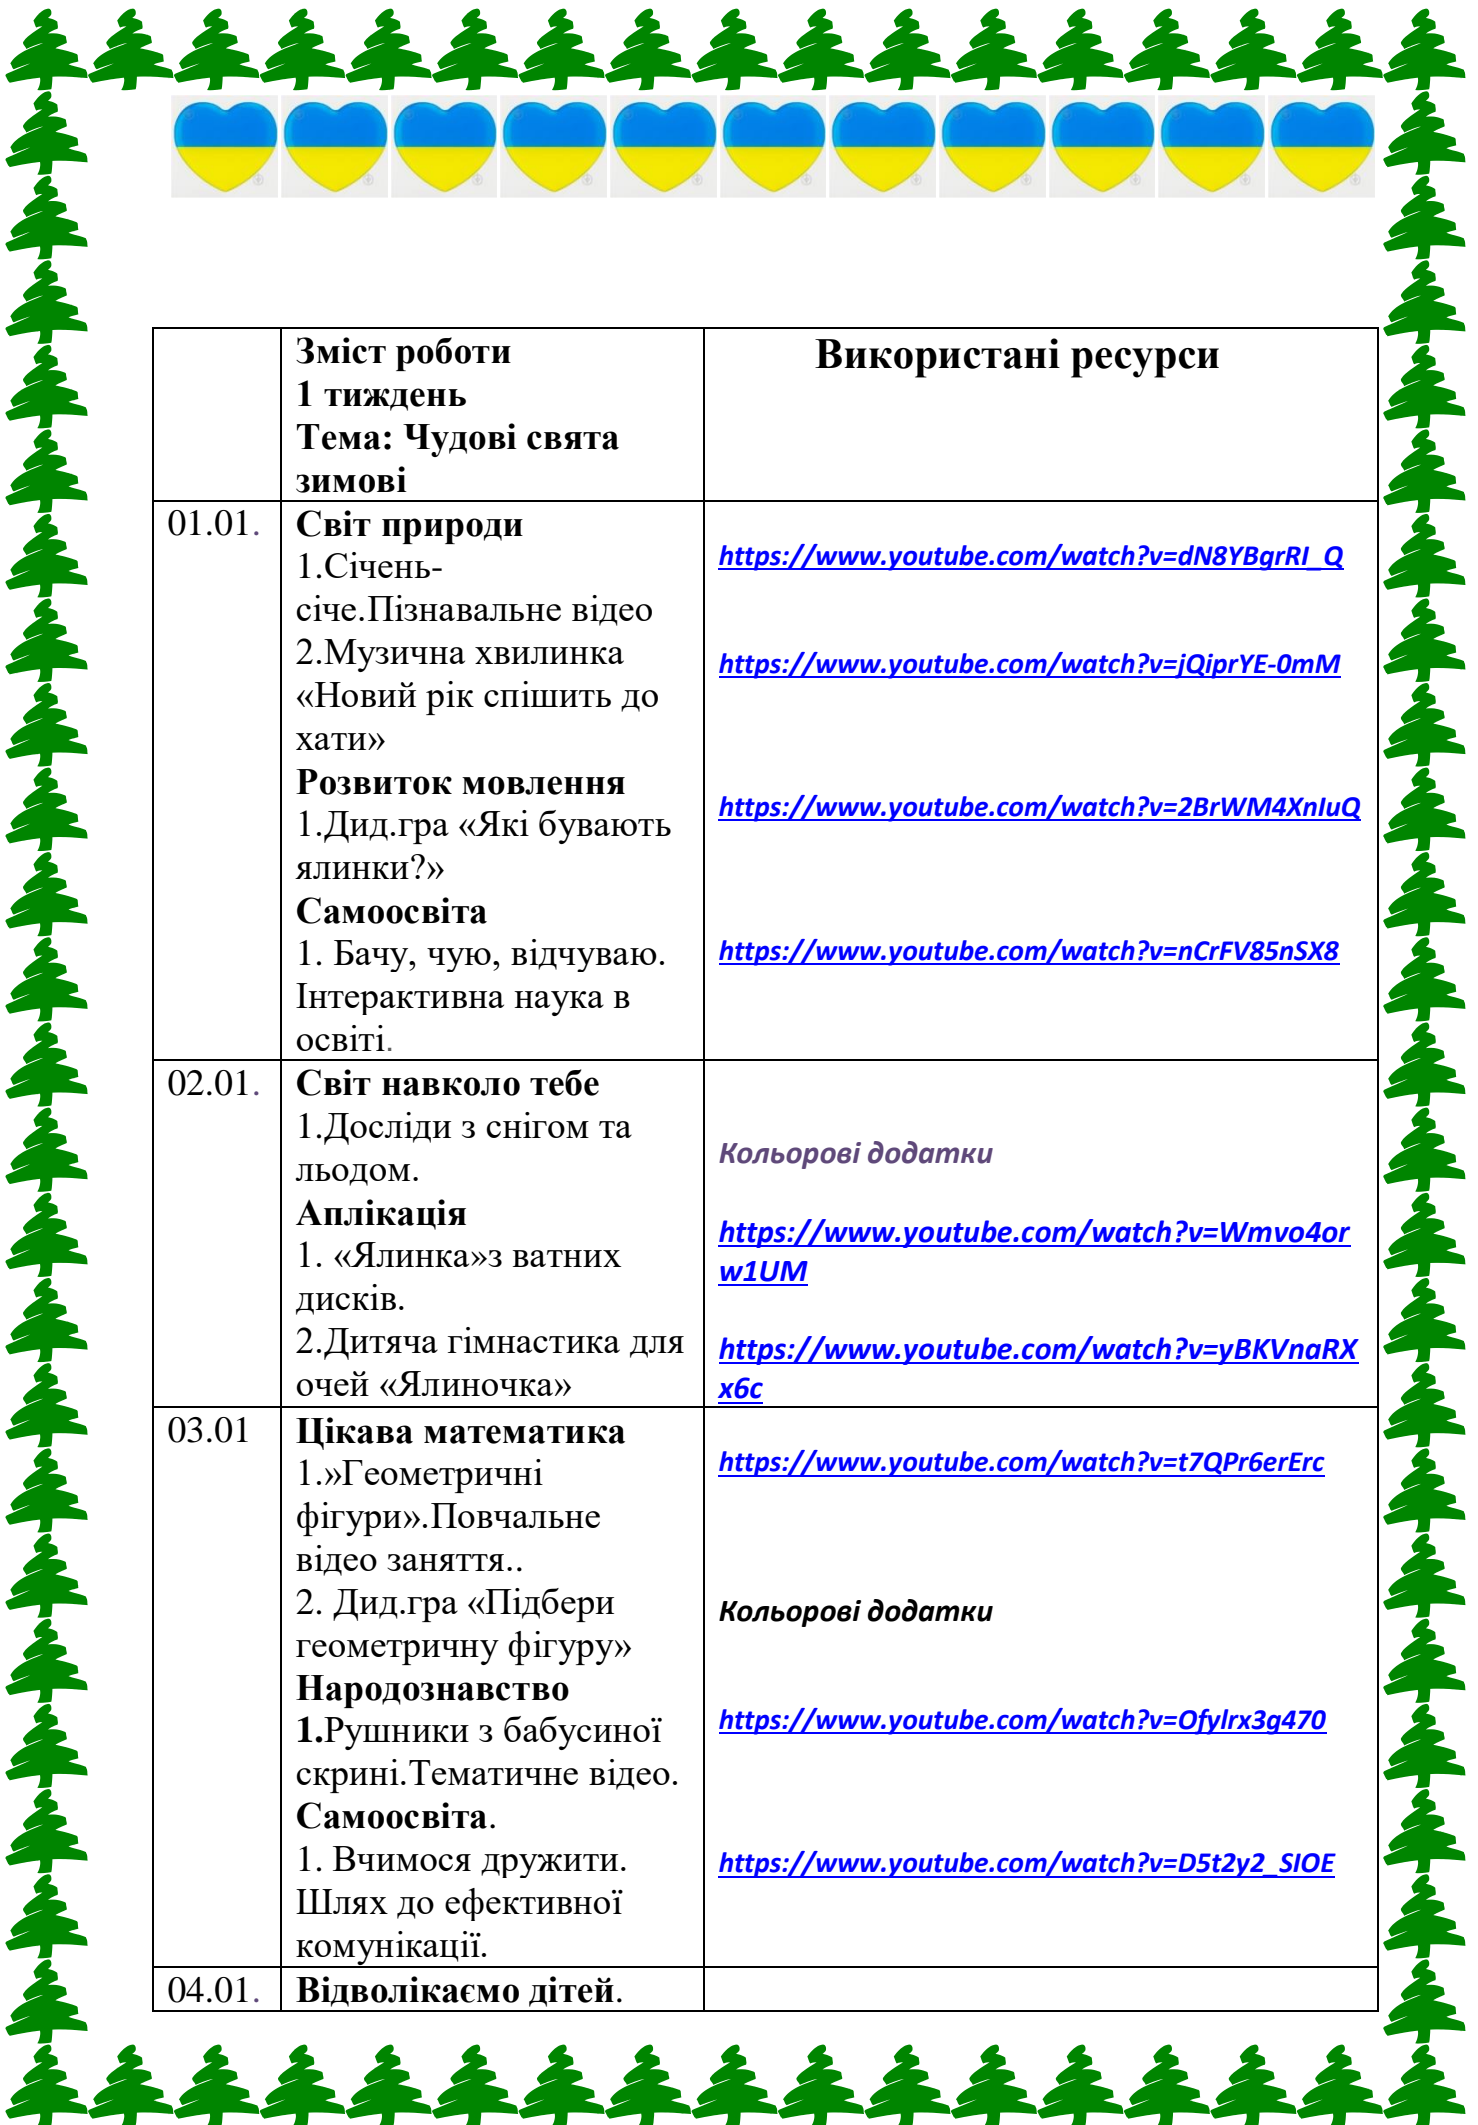 Зміст роботи
1 тиждень
Тема: Чудові свята
зимові
Використані ресурси
01.01.
Світ природи
1.Січень-
січе.Пізнавальне відео
2.Музична хвилинка
«Новий рік спішить до
хати»
Розвиток мовлення
1.Дид.гра «Які бувають
ялинки?»
Самоосвіта
1. Бачу, чую, відчуваю.
Інтерактивна наука в
освіті.
https://www.youtube.com/watch?v=dN8YBgrRI_Q
https://www.youtube.com/watch?v=jQiprYE-0mM
https://www.youtube.com/watch?v=2BrWM4XnIuQ
https://www.youtube.com/watch?v=nCrFV85nSX8
02.01.
Світ навколо тебе
1.Досліди з снігом та
льодом.
Аплікація
1. «Ялинка»з ватних
дисків.
2.Дитяча гімнастика для
очей «Ялиночка»
Кольорові додатки
https://www.youtube.com/watch?v=Wmvo4or
w1UM
https://www.youtube.com/watch?v=yBKVnaRX
x6c
03.01
Цікава математика
1.»Геометричні
фігури».Повчальне
відео заняття..
2. Дид.гра «Підбери
геометричну фігуру»
Народознавство
1.Рушники з бабусиної
скрині.Тематичне відео.
Самоосвіта.
1. Вчимося дружити.
Шлях до ефективної
комунікації.
https://www.youtube.com/watch?v=t7QPr6erErc
Кольорові додатки
https://www.youtube.com/watch?v=Ofylrx3g470
https://www.youtube.com/watch?v=D5t2y2_SIOE
04.01.
Відволікаємо дітей.